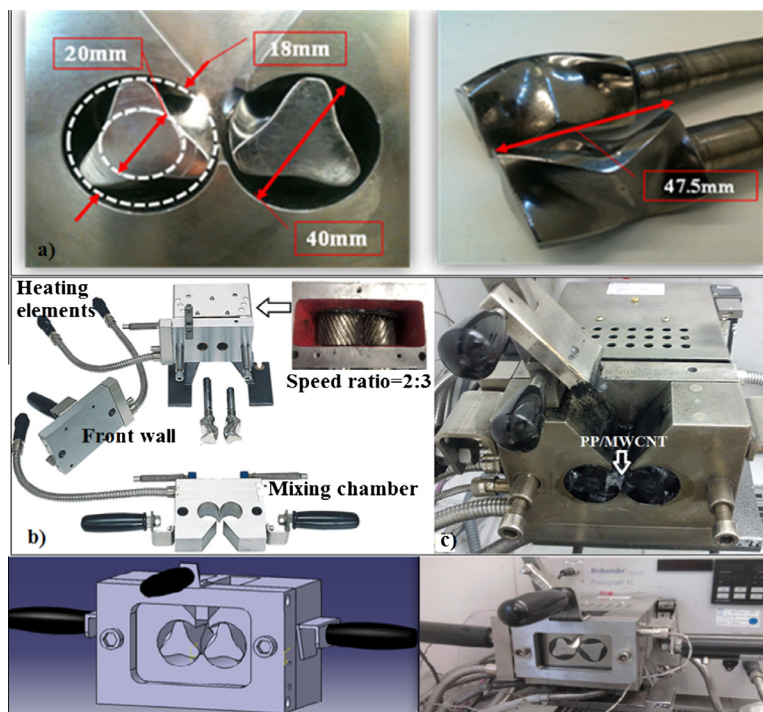 20mm
18mm
40mm
a)
47.5mm
Heating
elements
Speed ratio=2:3
Front wall
Mixing chamber
b)
PP/MWCNT
c)
Brabender
Plastograph EC